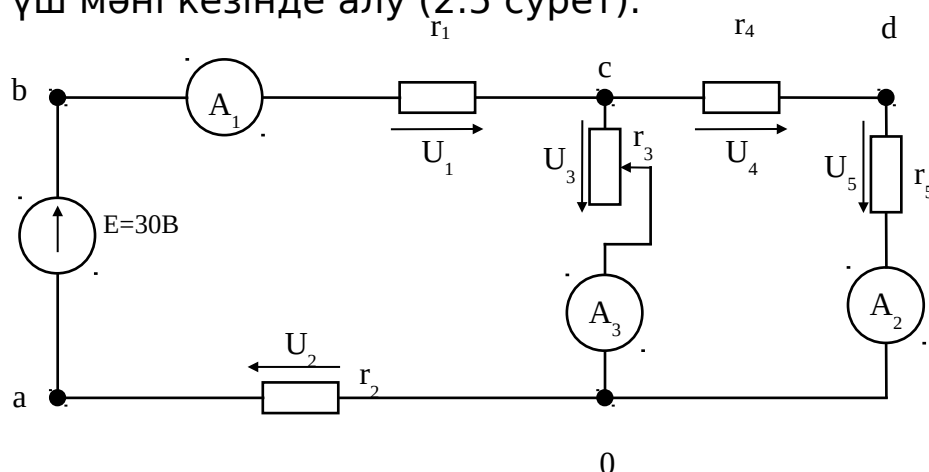 үш мәні кезінде алу (2.5 сурет).
r1 r4 d
b A1 c
U1 U3 r3 U4 U5 r5
E=30В
A3 A2
U2 r2
a
0